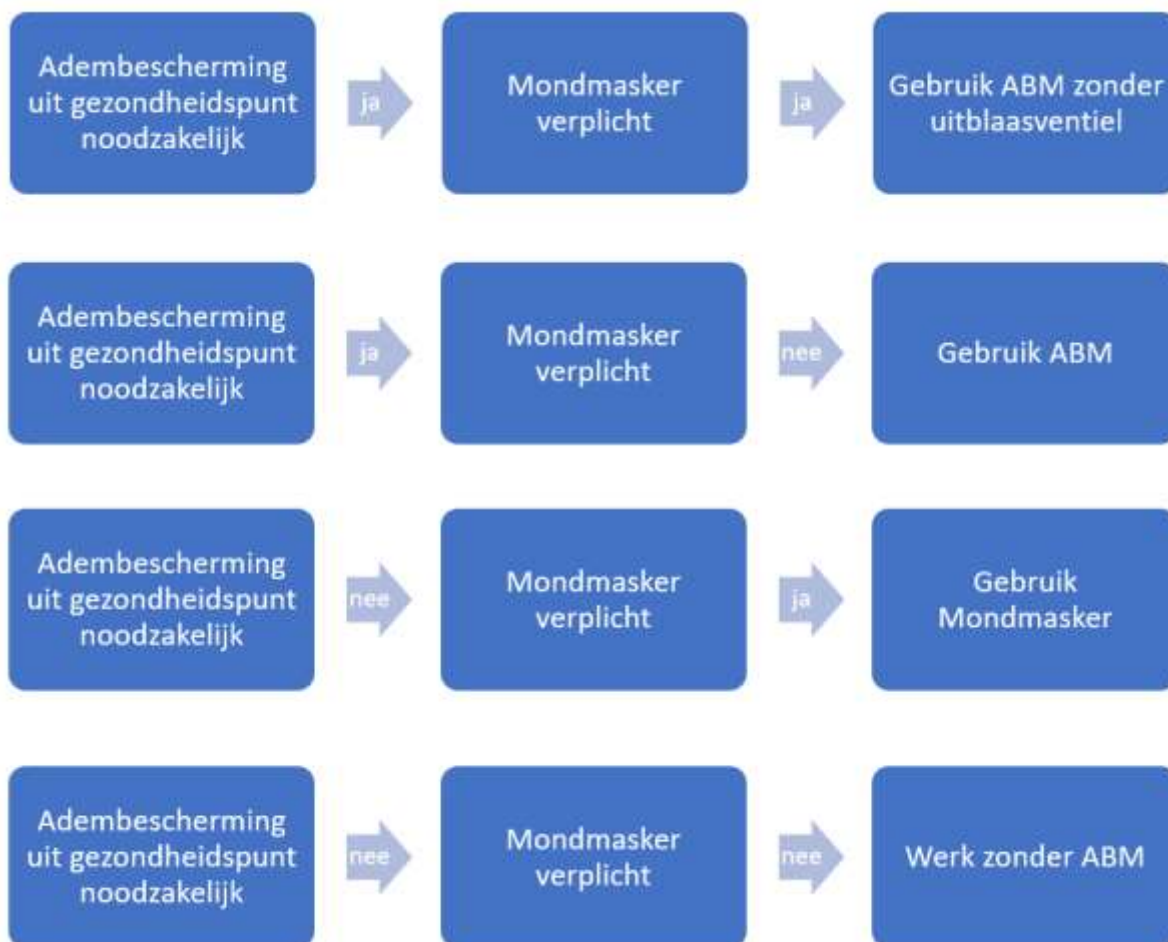 Adembescherming
uit gezondheidspunt
noodzakelijk
ja
Mondmasker
verplicht
ja
Gebruik ABM zonder
uitblaasventiel
Adembescherming
uit gezondheidspunt
noodzakelijk
ja
Mondmasker
verplicht
nee
Gebruik ABM
Adembescherming
uit gezondheidspunt
noodzakelijk
nee
Mondmasker
verplicht
ja
Gebruik
Mondmasker
Adembescherming
uit gezondheidspunt
noodzakelijk
nee
Mondmasker
verplicht
nee
Werk zonder ABM